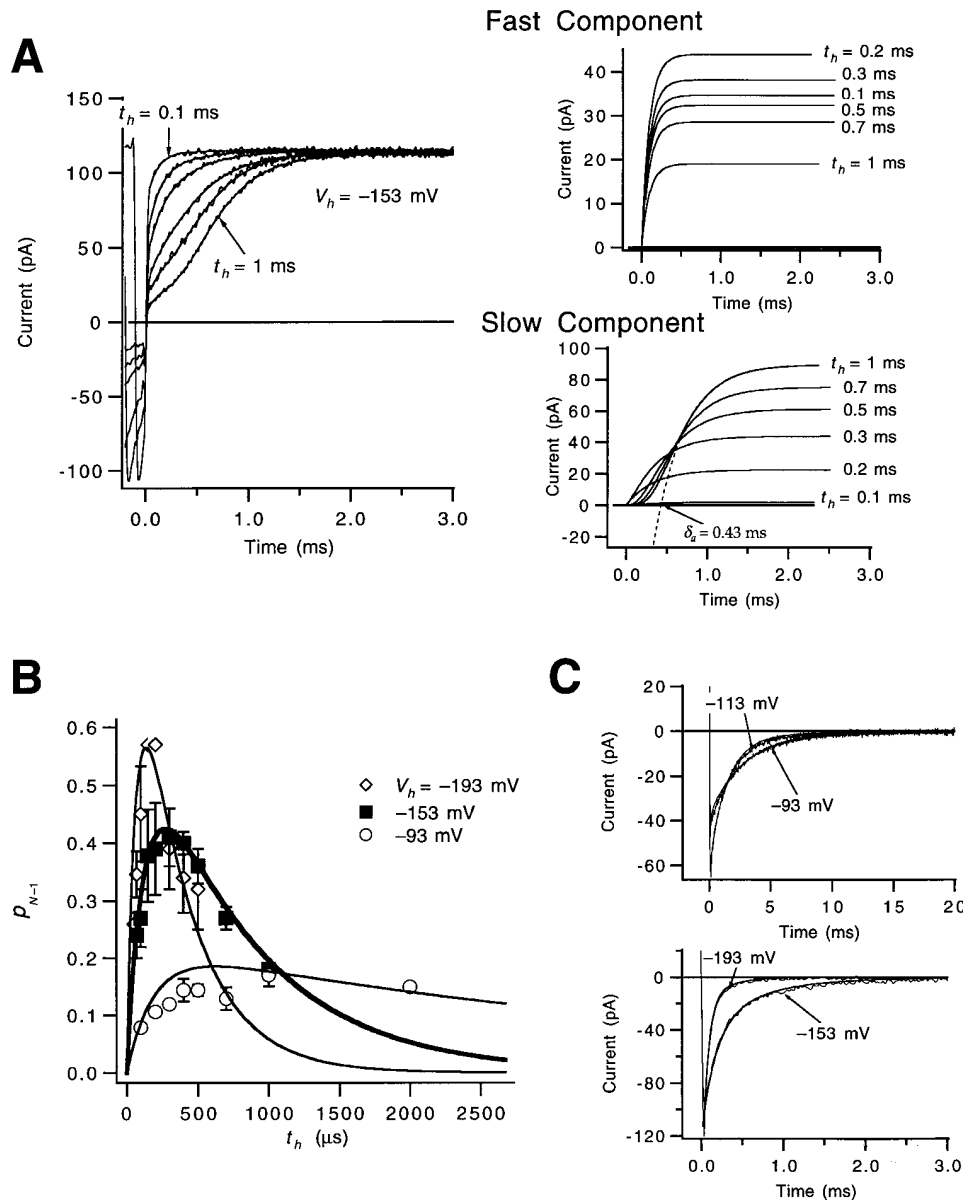 A
t_h = 0.1 ms
V_h = −153 mV
t_h = 1 ms
150
100
50
0
-50
-100
Current (pA)
0.0
1.0
2.0
3.0
Time (ms)
Fast Component
t_h = 0.2 ms
0.3 ms
0.1 ms
0.5 ms
0.7 ms
t_h = 1 ms
40
30
20
10
0
Current (pA)
0.0
1.0
2.0
3.0
Time (ms)
Slow Component
t_h = 1 ms
0.7 ms
0.5 ms
0.3 ms
0.2 ms
t_h = 0.1 ms
δ_a = 0.43 ms
100
80
60
40
20
0
-20
Current (pA)
0.0
1.0
2.0
3.0
Time (ms)
B
V_h = −193 mV
−153 mV
−93 mV
0.6
0.5
0.4
0.3
0.2
0.1
0.0
p_{N−1}
0
500
1000
1500
2000
2500
t_h (μs)
C
−113 mV
−93 mV
20
0
-20
-40
-60
Current (pA)
0
5
10
15
20
Time (ms)
−193 mV
−153 mV
0
-40
-80
-120
Current (pA)
0.0
1.0
2.0
3.0
Time (ms)